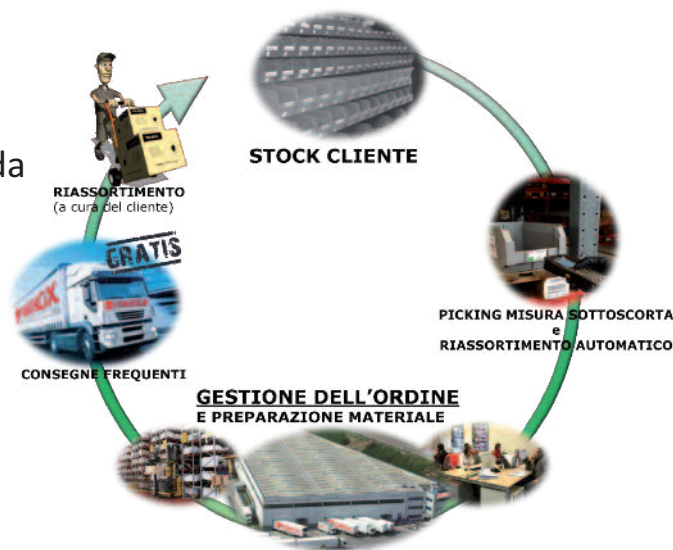 STOCK CLIENTE
da
RIASSORTIMENTO
(a cura del cliente)
GRATIS
PICKING MISURA SOTTOSCORTA
e
RIASSORTIMENTO AUTOMATICO
CONSEGNE FREQUENTI
GESTIONE DELL'ORDINE
E PREPARAZIONE MATERIALE